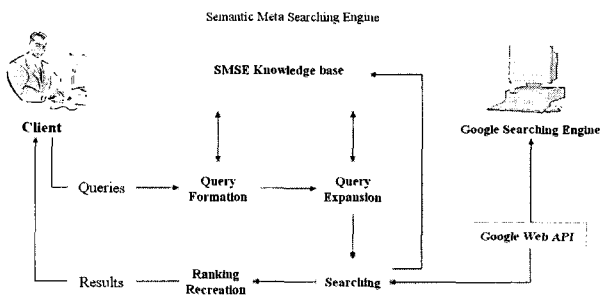 Semantic Meta Searching Engine
SMSE Knowledge base
Client
Google Searching Engine
Queries
Query
Formation
Query
Expansion
Google Web API
Results
Ranking
Recreation
Searching